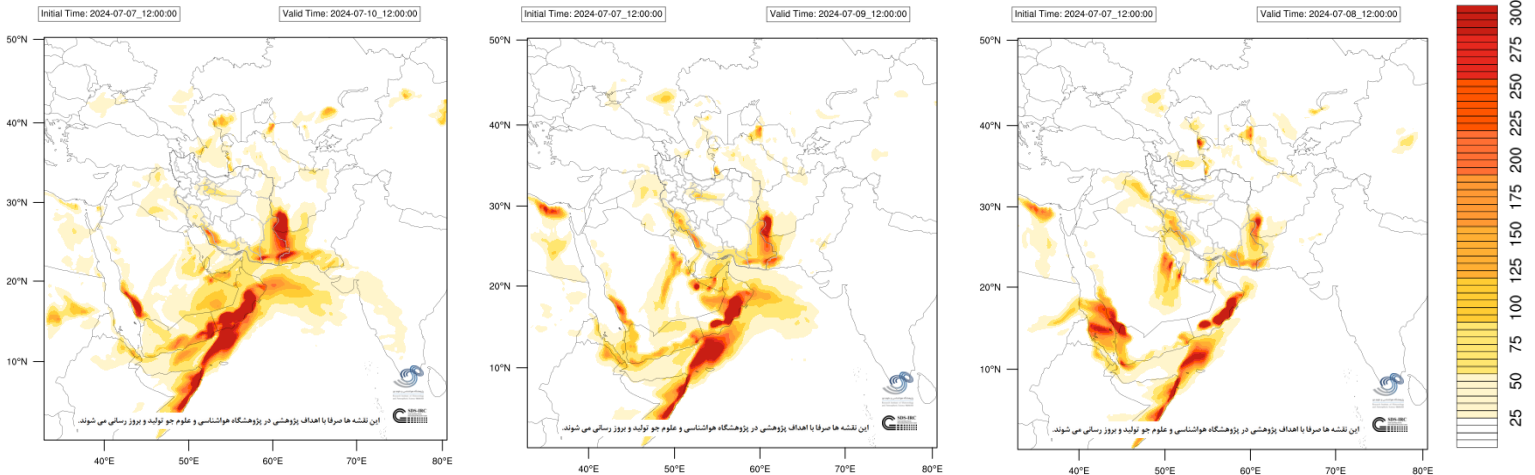 Initial Time: 2024-07-07_12:00:00
Valid Time: 2024-07-10_12:00:00
50°N
40°N
30°N
20°N
10°N
40°E
50°E
60°E
70°E
80°E
SDS-IRC
این نقشه ها صرفا با اهداف پژوهشی در پژوهشگاه هواشناسی و علوم جو تولید و بروز رسانی می شوند.
Initial Time: 2024-07-07_12:00:00
Valid Time: 2024-07-09_12:00:00
50°N
40°N
30°N
20°N
10°N
40°E
50°E
60°E
70°E
80°E
SDS-IRC
این نقشه ها صرفا با اهداف پژوهشی در پژوهشگاه هواشناسی و علوم جو تولید و بروز رسانی می شوند.
Initial Time: 2024-07-07_12:00:00
Valid Time: 2024-07-08_12:00:00
50°N
40°N
30°N
20°N
10°N
40°E
50°E
60°E
70°E
80°E
SDS-IRC
این نقشه ها صرفا با اهداف پژوهشی در پژوهشگاه هواشناسی و علوم جو تولید و بروز رسانی می شوند.
300
275
250
225
200
175
150
125
100
75
50
25